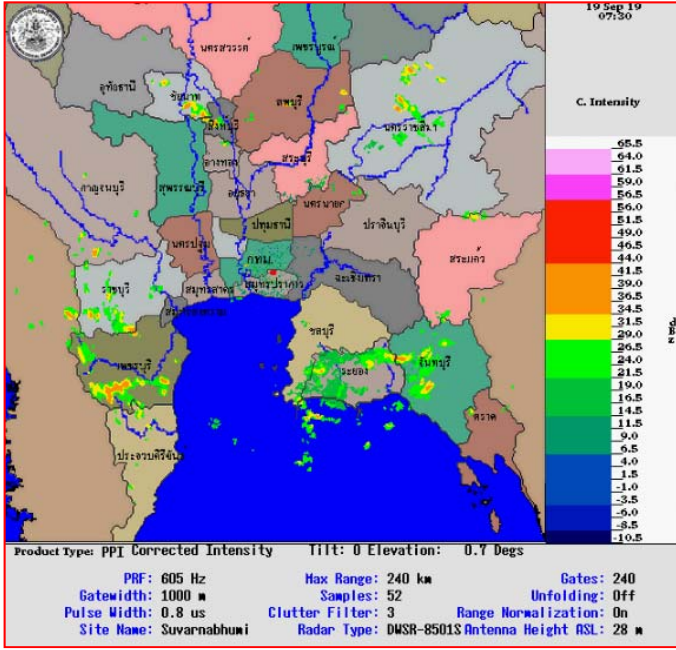 19 Sep 19
07:30
C. Intensity
นครสวรรค์
เพชรบูรณ์
อุทัยธานี
ชัยนาท
ลพบุรี
สิงห์บุรี
นครราชสีมา
อ่างทอง
สระบุรี
กาญจนบุรี
สุพรรณบุรี
อยุธยา
นครนายก
ปทุมธานี
ปราจีนบุรี
นครปฐม
สระแก้ว
กทม.
ฉะเชิงเทรา
ราชบุรี
สมุทรสาคร
สมุทรปราการ
สมุทรสงคราม
ชลบุรี
เพชรบุรี
ระยอง
จันทบุรี
ตราด
ประจวบคีรีขันธ์
65.5
64.0
61.5
59.0
56.5
56.0
51.5
49.0
46.5
44.0
41.5
39.0
36.5
34.5
31.5
29.0
26.5
24.0
21.5
19.0
16.5
14.5
11.5
9.0
6.5
4.0
1.5
-1.0
-3.5
-6.0
-8.5
-10.5
Product Type: PPI Corrected Intensity Tilt: 0 Elevation: 0.7 Degs
PRF: 605 Hz Max Range: 240 km Gates: 240
Gatewidth: 1000 m Samples: 52 Unfolding: Off
Pulse Width: 0.8 us Clutter Filter: 3 Range Normalization: On
Site Name: Suvarnabhumi Radar Type: DWSR-8501S Antenna Height ASL: 28 m